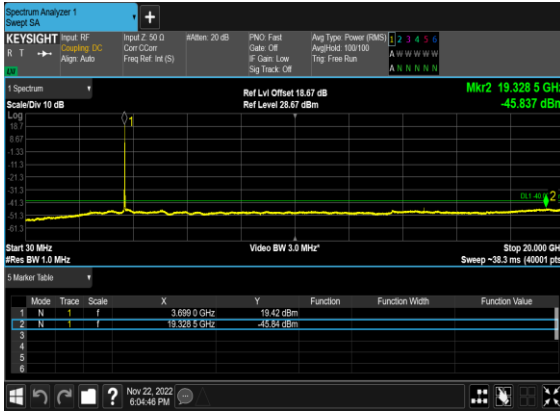 Spectrum Analyzer 1
Swept SA
+
KEYSIGHT Input: RF Input Z: 50 Ω #Atten: 20 dB PNO: Fast Avg Type: Power (RMS) 1 2 3 4 5 6
R T Coupling: DC Corr CCorr Gate: Off Avg|Hold: 100/100 A W W W W W
Align: Auto Freq Ref: Int (S) IF Gain: Low Trig: Free Run
LXI Sig Track: Off A N N N N N
1 Spectrum Ref Lvl Offset 18.67 dB Mkr2 19.328 5 GHz
Scale/Div 10 dB Ref Level 28.67 dBm -45.837 dBm
Log
18.7
8.67
-1.33
-11.3
-21.3
-31.3
-41.3
-51.3
-61.3
1
2
Start 30 MHz Video BW 3.0 MHz* Stop 20.000 GHz
#Res BW 1.0 MHz Sweep ~38.3 ms (40001 pts)
5 Marker Table
Mode Trace Scale X Y Function Function Width Function Value
1 N 1 f 3.699 0 GHz 19.42 dBm
2 N 1 f 19.328 5 GHz -45.84 dBm
3
4
5
6
? Nov 22, 2022
6:04:46 PM